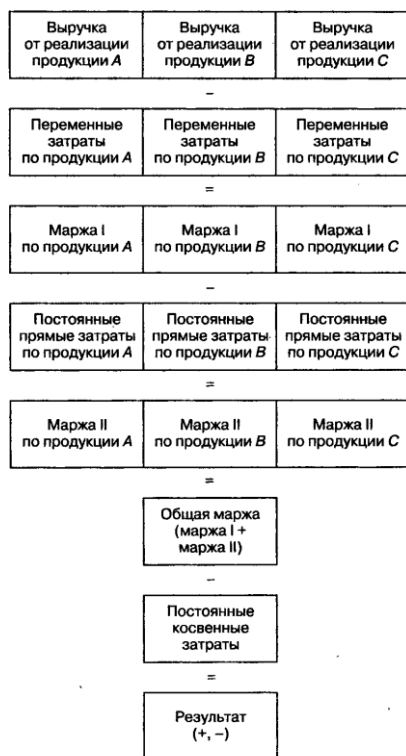 Выручка Выручка Выручка
от реализации от реализации от реализации
продукции A продукции B продукции C
–
Переменные Переменные Переменные
затраты затраты затраты
по продукции A по продукции B по продукции C
=
Маржа I Маржа I Маржа I
по продукции A по продукции B по продукции C
–
Постоянные Постоянные Постоянные
прямые затраты прямые затраты прямые затраты
по продукции A по продукции B по продукции C
=
Маржа II Маржа II Маржа II
по продукции A по продукции B по продукции C
=
Общая маржа
(маржа I +
маржа II)
–
Постоянные
косвенные
затраты
=
Результат
(+, –)